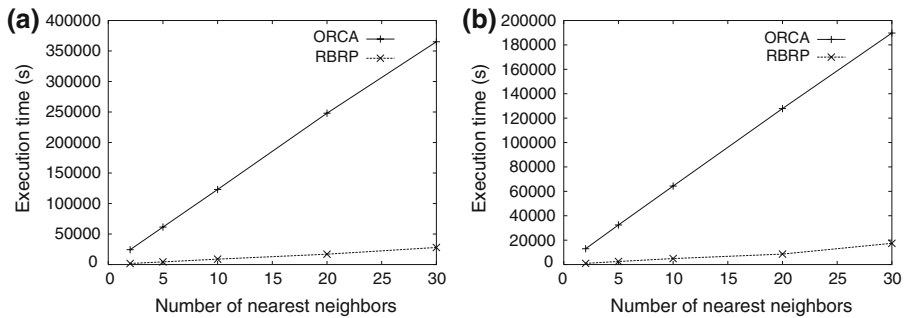 (a)
400000
350000
300000
250000
200000
150000
100000
50000
0
0 5 10 15 20 25 30
Execution time (s)
Number of nearest neighbors
ORCA
RBRP
(b)
200000
180000
160000
140000
120000
100000
80000
60000
40000
20000
0
0 5 10 15 20 25 30
Execution time (s)
Number of nearest neighbors
ORCA
RBRP